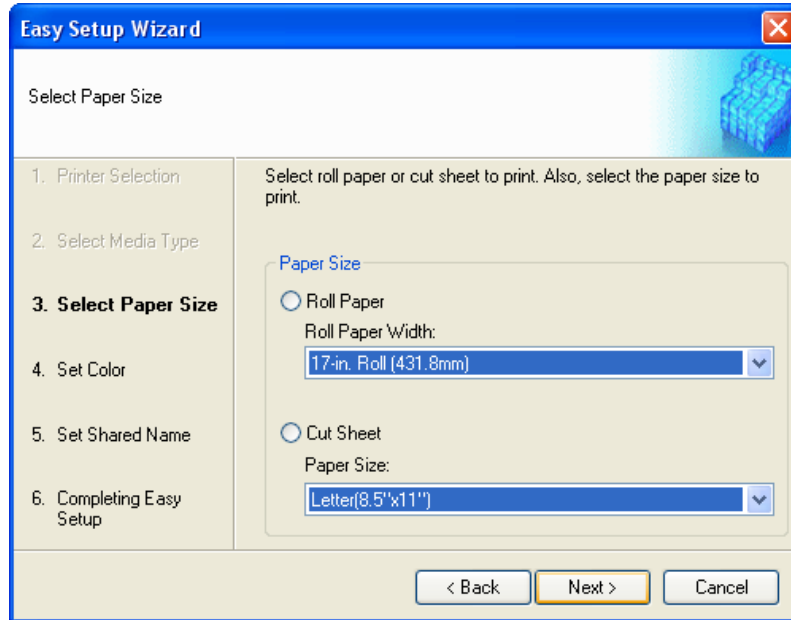 Easy Setup Wizard
Select Paper Size
1. Printer Selection
2. Select Media Type
3. Select Paper Size
4. Set Color
5. Set Shared Name
6. Completing Easy
Setup
Select roll paper or cut sheet to print. Also, select the paper size to
print.
Paper Size
Roll Paper
Roll Paper Width:
17-in. Roll (431.8mm)
Cut Sheet
Paper Size:
Letter(8.5"x11")
< Back
Next >
Cancel